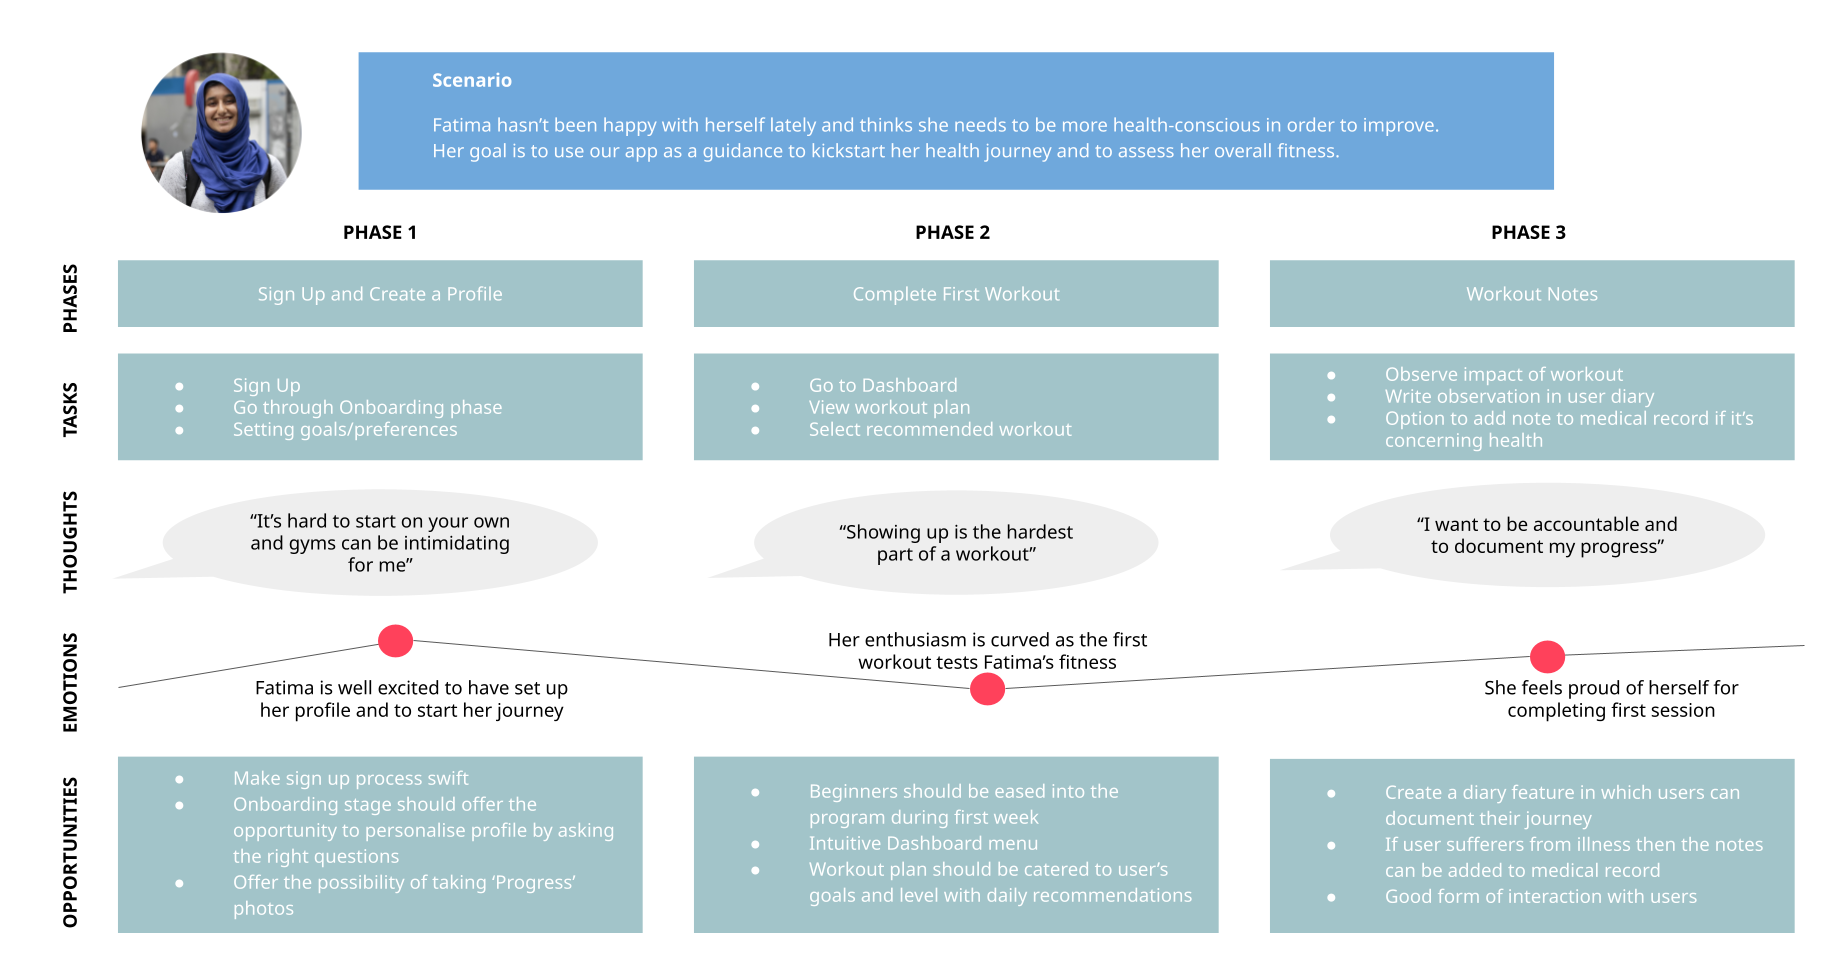 Scenario
Fatima hasn’t been happy with herself lately and thinks she needs to be more health-conscious in order to improve.
Her goal is to use our app as a guidance to kickstart her health journey and to assess her overall fitness.
PHASE 1
PHASE 2
PHASE 3
PHASES
Sign Up and Create a Profile
Complete First Workout
Workout Notes
TASKS
● Sign Up
● Go through Onboarding phase
● Setting goals/preferences
● Go to Dashboard
● View workout plan
● Select recommended workout
● Observe impact of workout
● Write observation in user diary
● Option to add note to medical record if it’s
concerning health
THOUGHTS
“It’s hard to start on your own
and gyms can be intimidating
for me”
“Showing up is the hardest
part of a workout”
“I want to be accountable and
to document my progress”
EMOTIONS
Fatima is well excited to have set up
her profile and to start her journey
Her enthusiasm is curved as the first
workout tests Fatima’s fitness
She feels proud of herself for
completing first session
OPPORTUNITIES
● Make sign up process swift
● Onboarding stage should offer the
opportunity to personalise profile by asking
the right questions
● Offer the possibility of taking ‘Progress’
photos
● Beginners should be eased into the
program during first week
● Intuitive Dashboard menu
● Workout plan should be catered to user’s
goals and level with daily recommendations
● Create a diary feature in which users can
document their journey
● If user sufferers from illness then the notes
can be added to medical record
● Good form of interaction with users